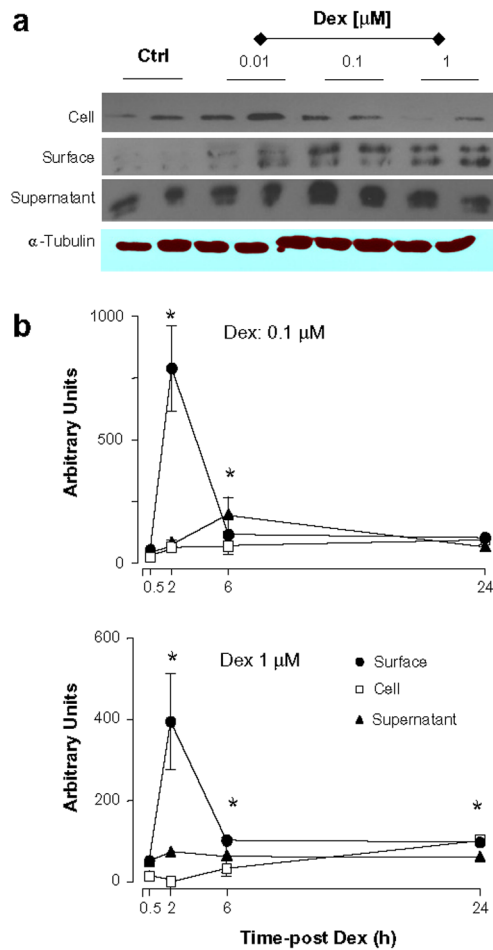 a
Dex [µM]
Ctrl 0.01 0.1 1
Cell
Surface
Supernatant
α-Tubulin
b
1000 * Dex: 0.1 µM
Arbitrary Units
500
*
0
0.5 2 6 24
600 * Dex 1 µM
Surface
Cell
Supernatant
Arbitrary Units
400
200
* *
0
0.5 2 6 24
Time-post Dex (h)